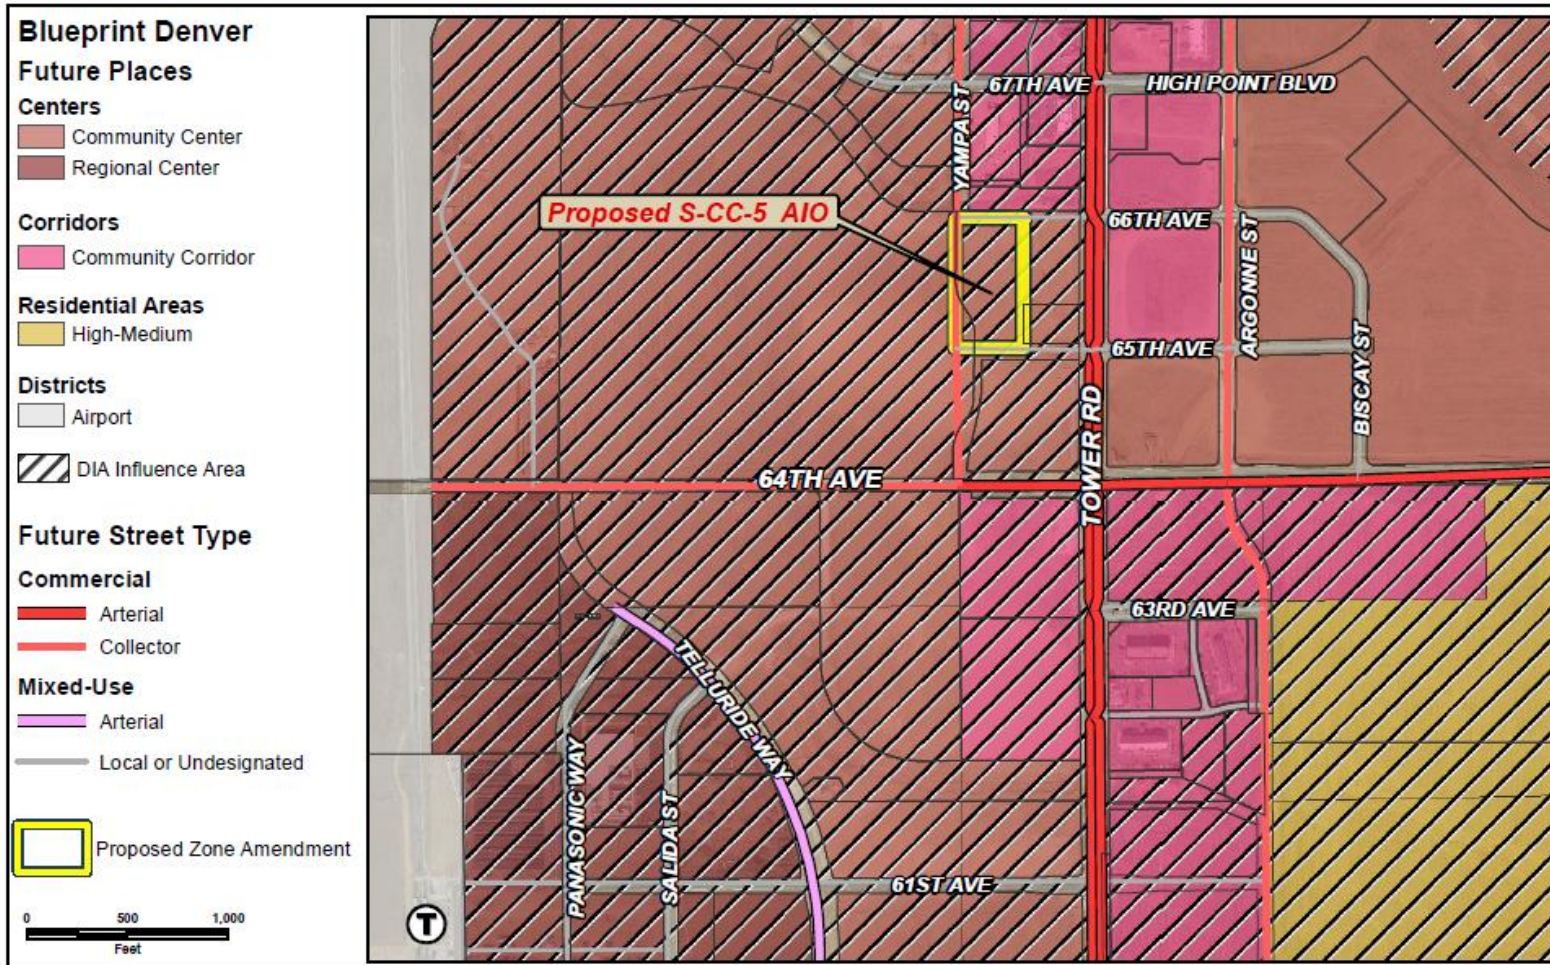 Blueprint Denver
Future Places
Centers
Community Center
Regional Center
Corridors
Community Corridor
Residential Areas
High-Medium
Districts
Airport
DIA Influence Area
Future Street Type
Commercial
Arterial
Collector
Mixed-Use
Arterial
Local or Undesignated
Proposed Zone Amendment
0 500 1,000
Feet
67TH AVE
HIGH POINT BLVD
YAMPA ST
Proposed S-CC-5 AIO
66TH AVE
ARGONNE ST
65TH AVE
BISCAY ST
TOWER RD
64TH AVE
63RD AVE
TELLURIDE WAY
PANASONIC WAY
SALIDA ST
61ST AVE
T